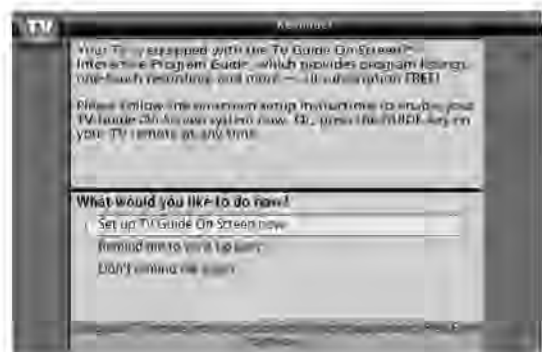 TV
Reminder
Your TV is equipped with the TV Guide On Screen™
Interactive Program Guide, which provides program listings,
one-touch recording, and more — all subscription FREE!
Please follow the onscreen setup instructions to enable your
TV Guide On Screen system now. Or, press the GUIDE key on
your TV remote at any time.
What would you like to do now?
Set up TV Guide On Screen now
Remind me to set it up later
Don't remind me again